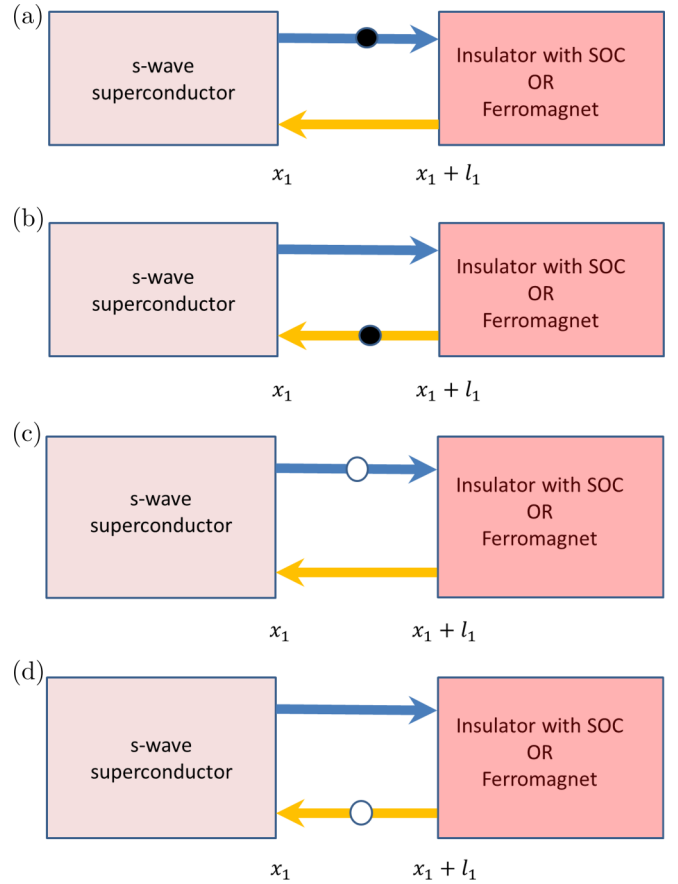 (a)
s-wave
superconductor
Insulator with SOC
OR
Ferromagnet
x₁
x₁ + l₁
(b)
s-wave
superconductor
Insulator with SOC
OR
Ferromagnet
x₁
x₁ + l₁
(c)
s-wave
superconductor
Insulator with SOC
OR
Ferromagnet
x₁
x₁ + l₁
(d)
s-wave
superconductor
Insulator with SOC
OR
Ferromagnet
x₁
x₁ + l₁